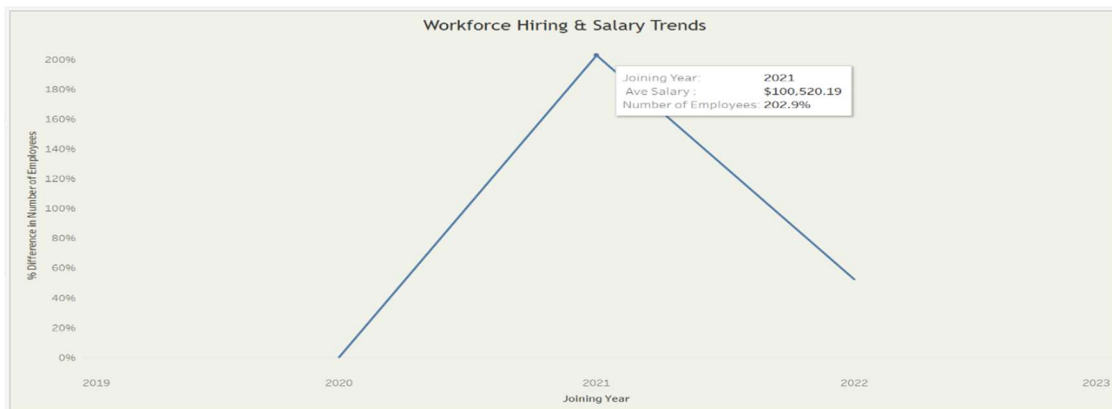 Workforce Hiring & Salary Trends
200%
180%
160%
140%
120%
100%
80%
60%
40%
20%
0%
% Difference in Number of Employees
Joining Year: 2021
Ave Salary : $100,520.19
Number of Employees: 202.9%
2019 2020 2021 2022 2023
Joining Year